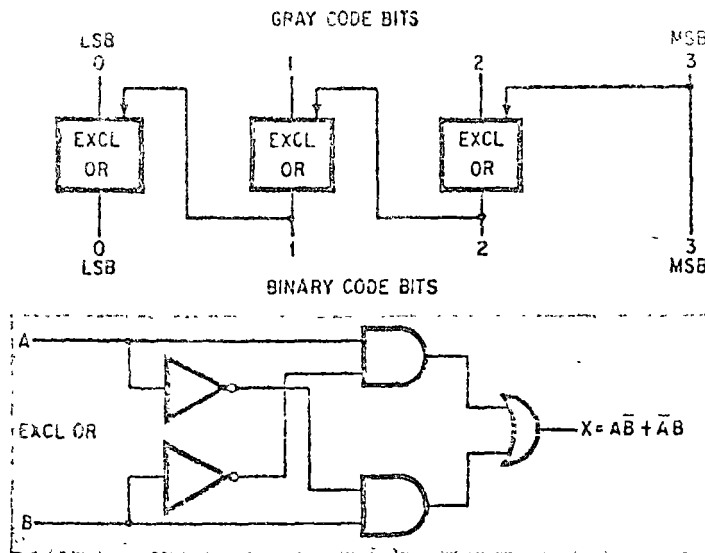 GRAY CODE BITS
LSB MSB
0 1 2 3
EXCL OR EXCL OR EXCL OR
0 1 2 3
LSB MSB
BINARY CODE BITS
A
EXCL OR
X = AB̅ + A̅B
B